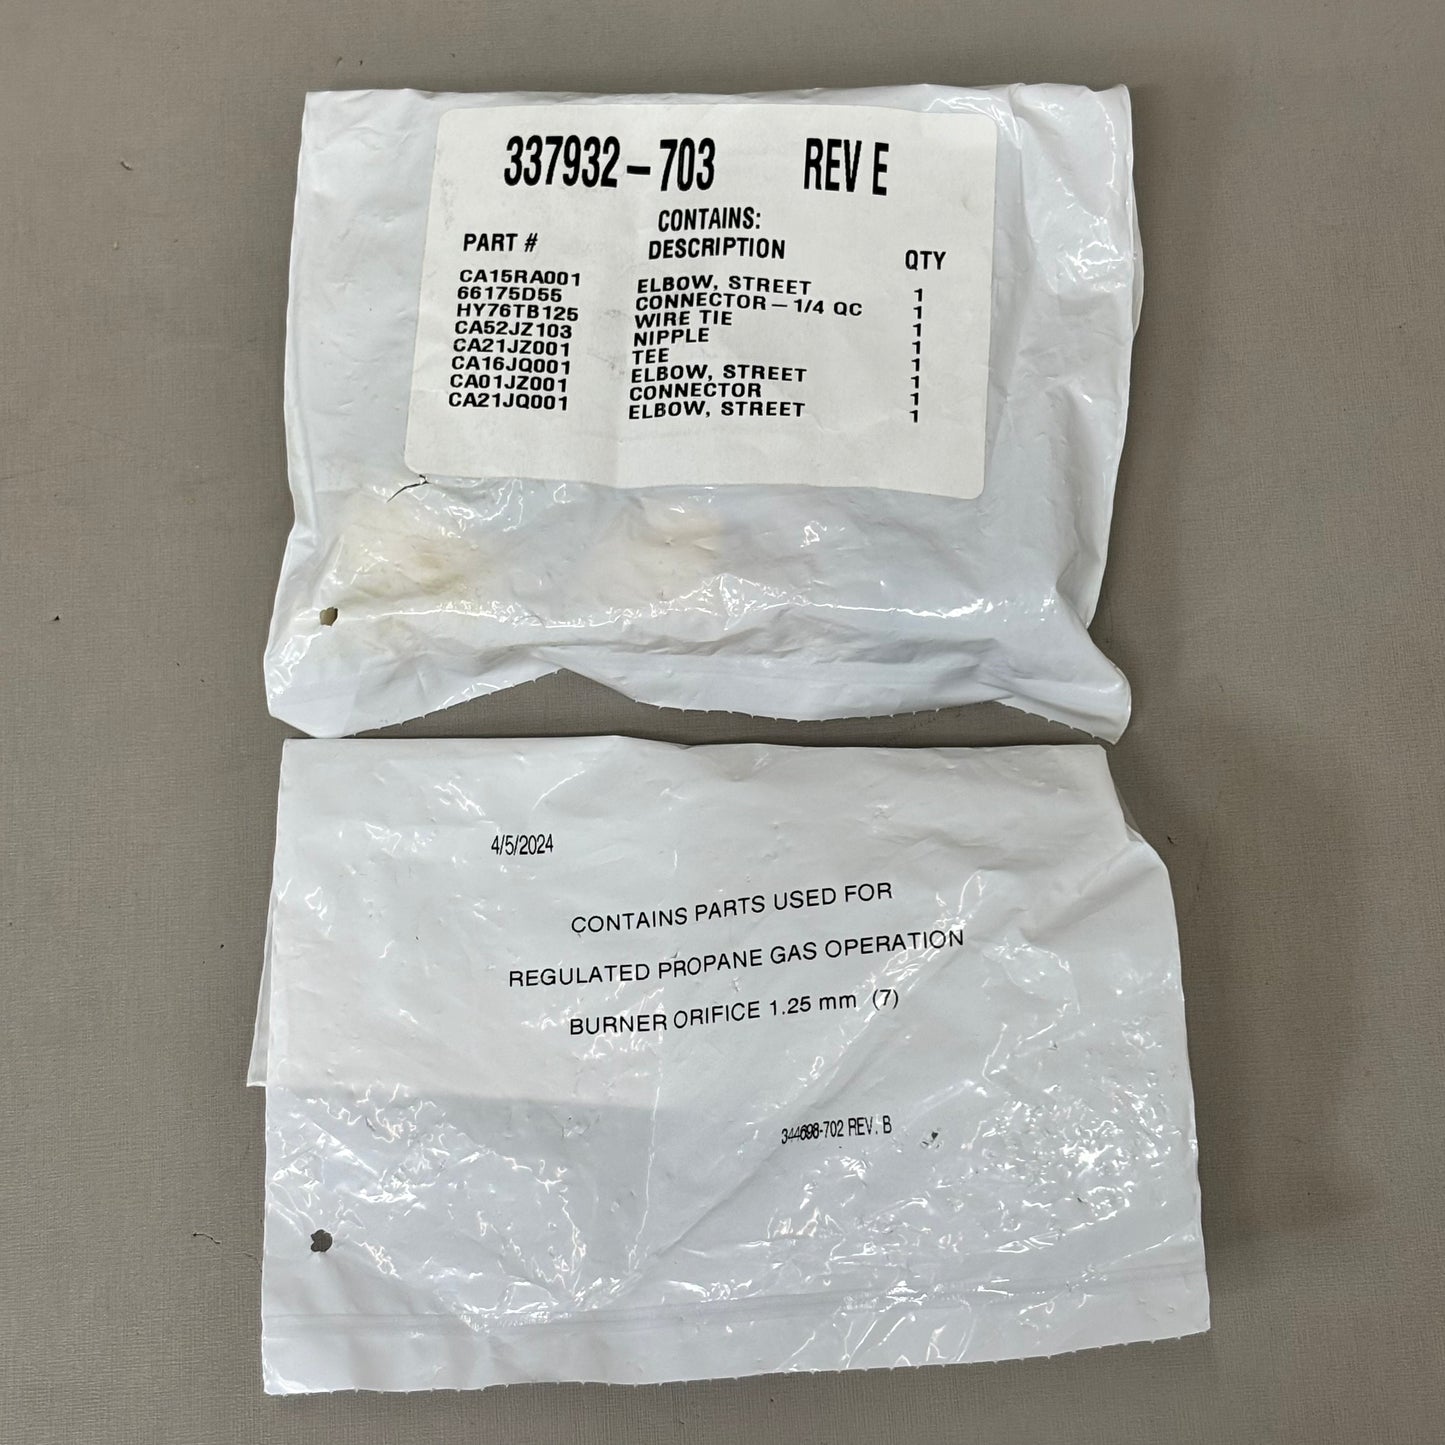 337932-703 REV E
CONTAINS:
PART # DESCRIPTION QTY
CA15RA001 ELBOW, STREET 1
66175D55 CONNECTOR-1/4 QC 1
HY76TB125 WIRE TIE 1
CA52JZ103 NIPPLE 1
CA21JZ001 TEE 1
CA16JQ001 ELBOW, STREET 1
CA01JZ001 CONNECTOR 1
CA21JQ001 ELBOW, STREET 1
4/5/2024
CONTAINS PARTS USED FOR
REGULATED PROPANE GAS OPERATION
BURNER ORIFICE 1.25 mm (7)
344698-702 REV. B